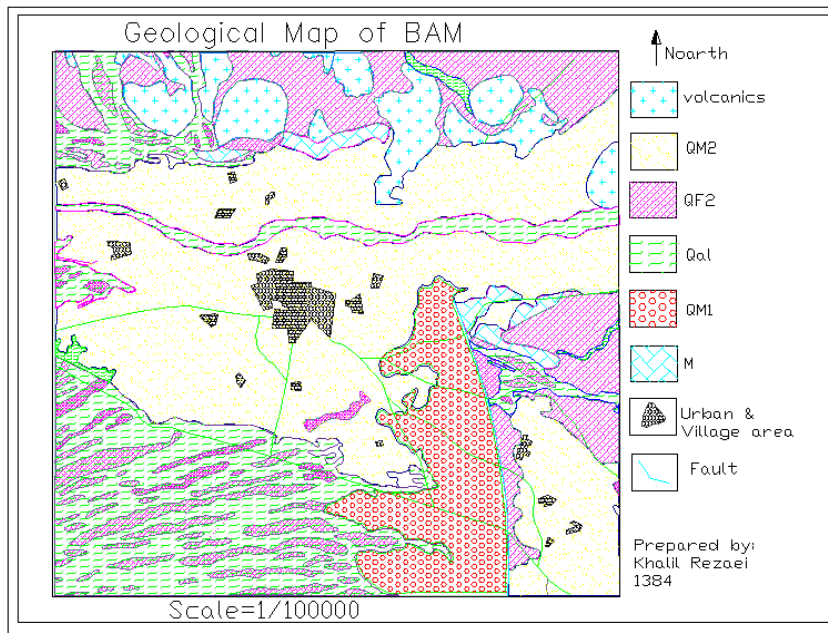 Geological Map of BAM
Noarth
volcanics
QM2
QF2
Qal
QM1
M
Urban &
Village area
Fault
Prepared by:
Khalil Rezaei
1384
Scale=1/100000